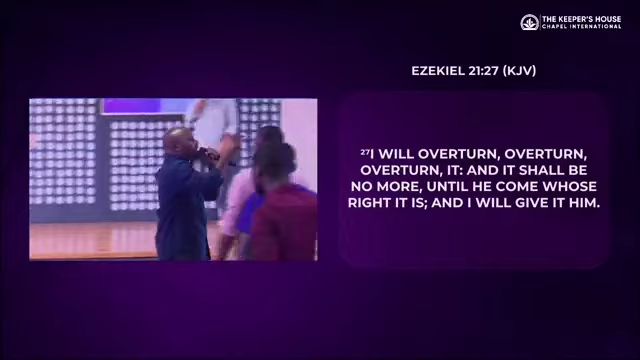 THE KEEPER'S HOUSE
CHAPEL INTERNATIONAL
EZEKIEL 21:27 (KJV)
²⁷I WILL OVERTURN, OVERTURN,
OVERTURN, IT: AND IT SHALL BE
NO MORE, UNTIL HE COME WHOSE
RIGHT IT IS; AND I WILL GIVE IT HIM.